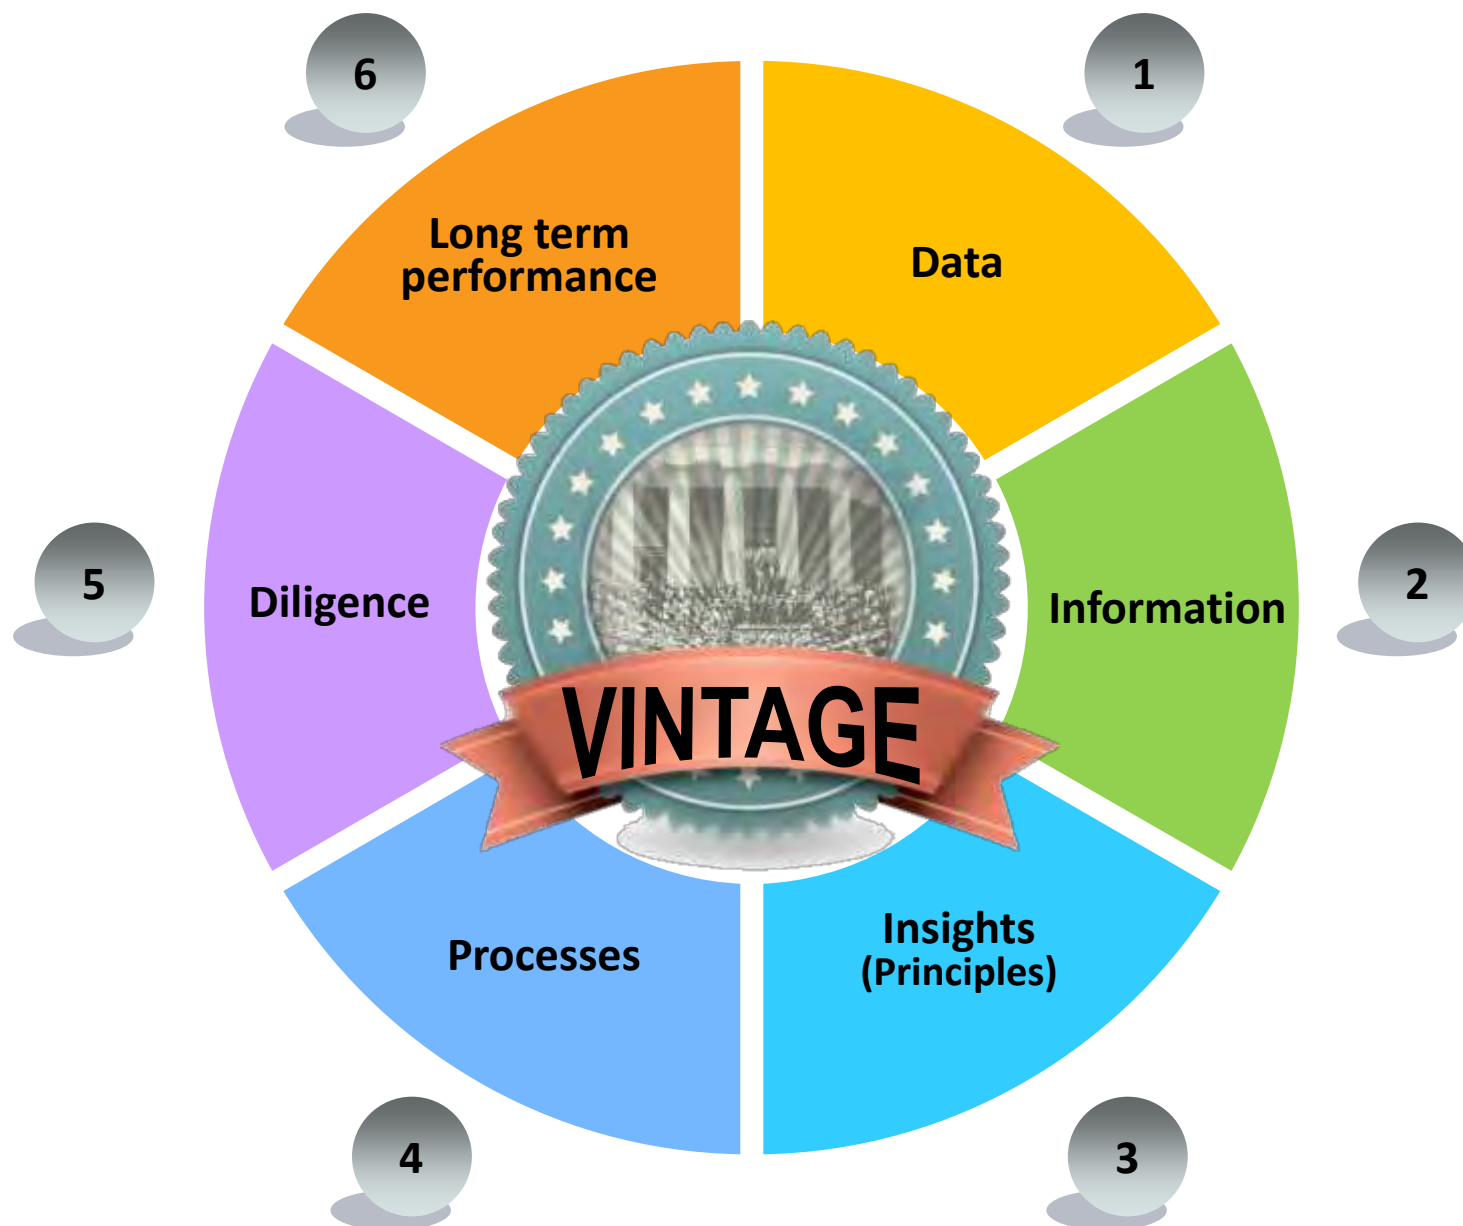 6
1
Long term
performance
Data
5
Diligence
Information
2
VINTAGE
Processes
Insights
(Principles)
4
3